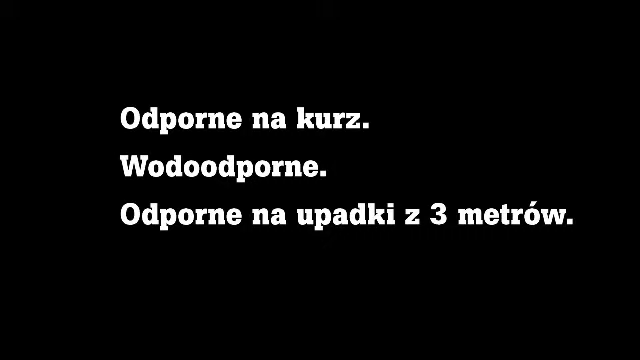 Odporne na kurz.
Wodoodporne.
Odporne na upadki z 3 metrów.